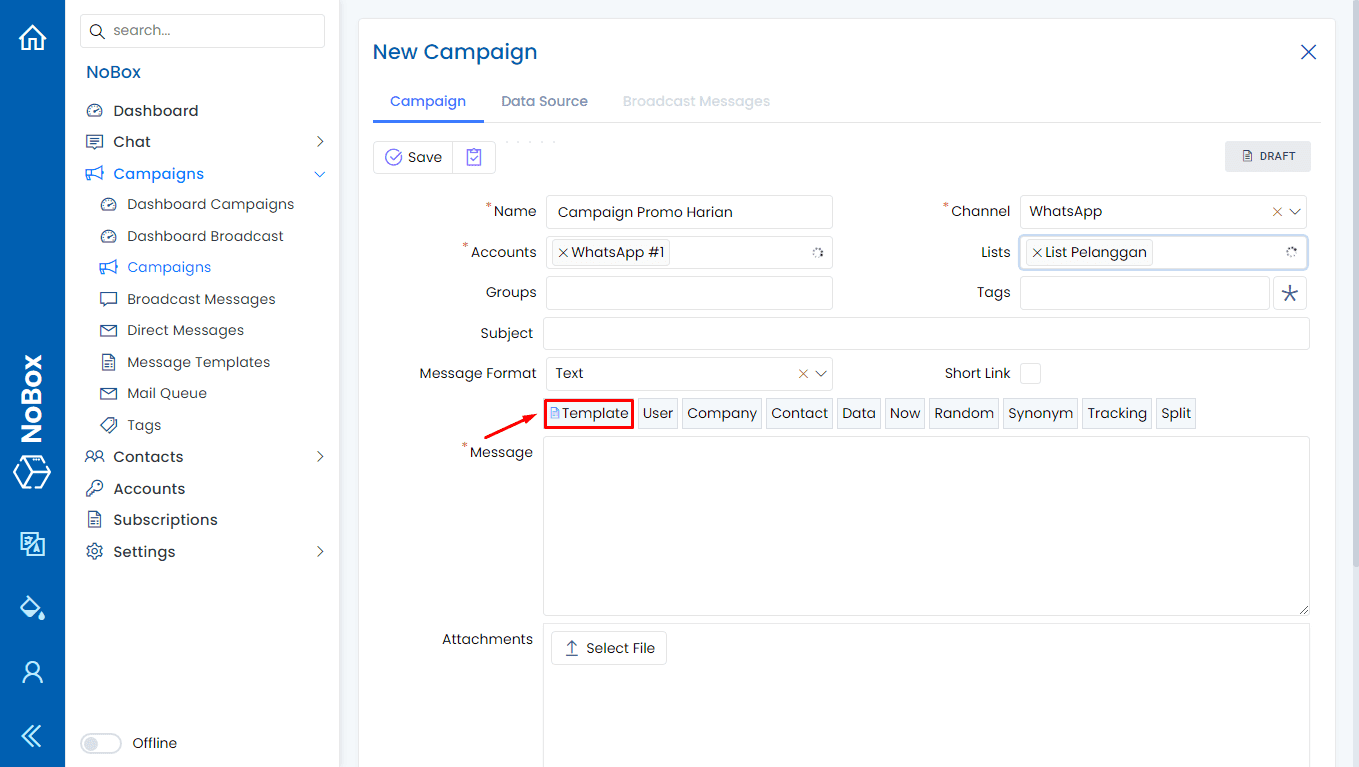 NoBox
search...
NoBox
Dashboard
Chat
Campaigns
Dashboard Campaigns
Dashboard Broadcast
Campaigns
Broadcast Messages
Direct Messages
Message Templates
Mail Queue
Tags
Contacts
Accounts
Subscriptions
Settings
Offline
New Campaign
Campaign Data Source Broadcast Messages
Save DRAFT
*Name Campaign Promo Harian *Channel WhatsApp
*Accounts WhatsApp #1 Lists List Pelanggan
Groups Tags
Subject
Message Format Text Short Link
Template User Company Contact Data Now Random Synonym Tracking Split
*Message
Attachments Select File